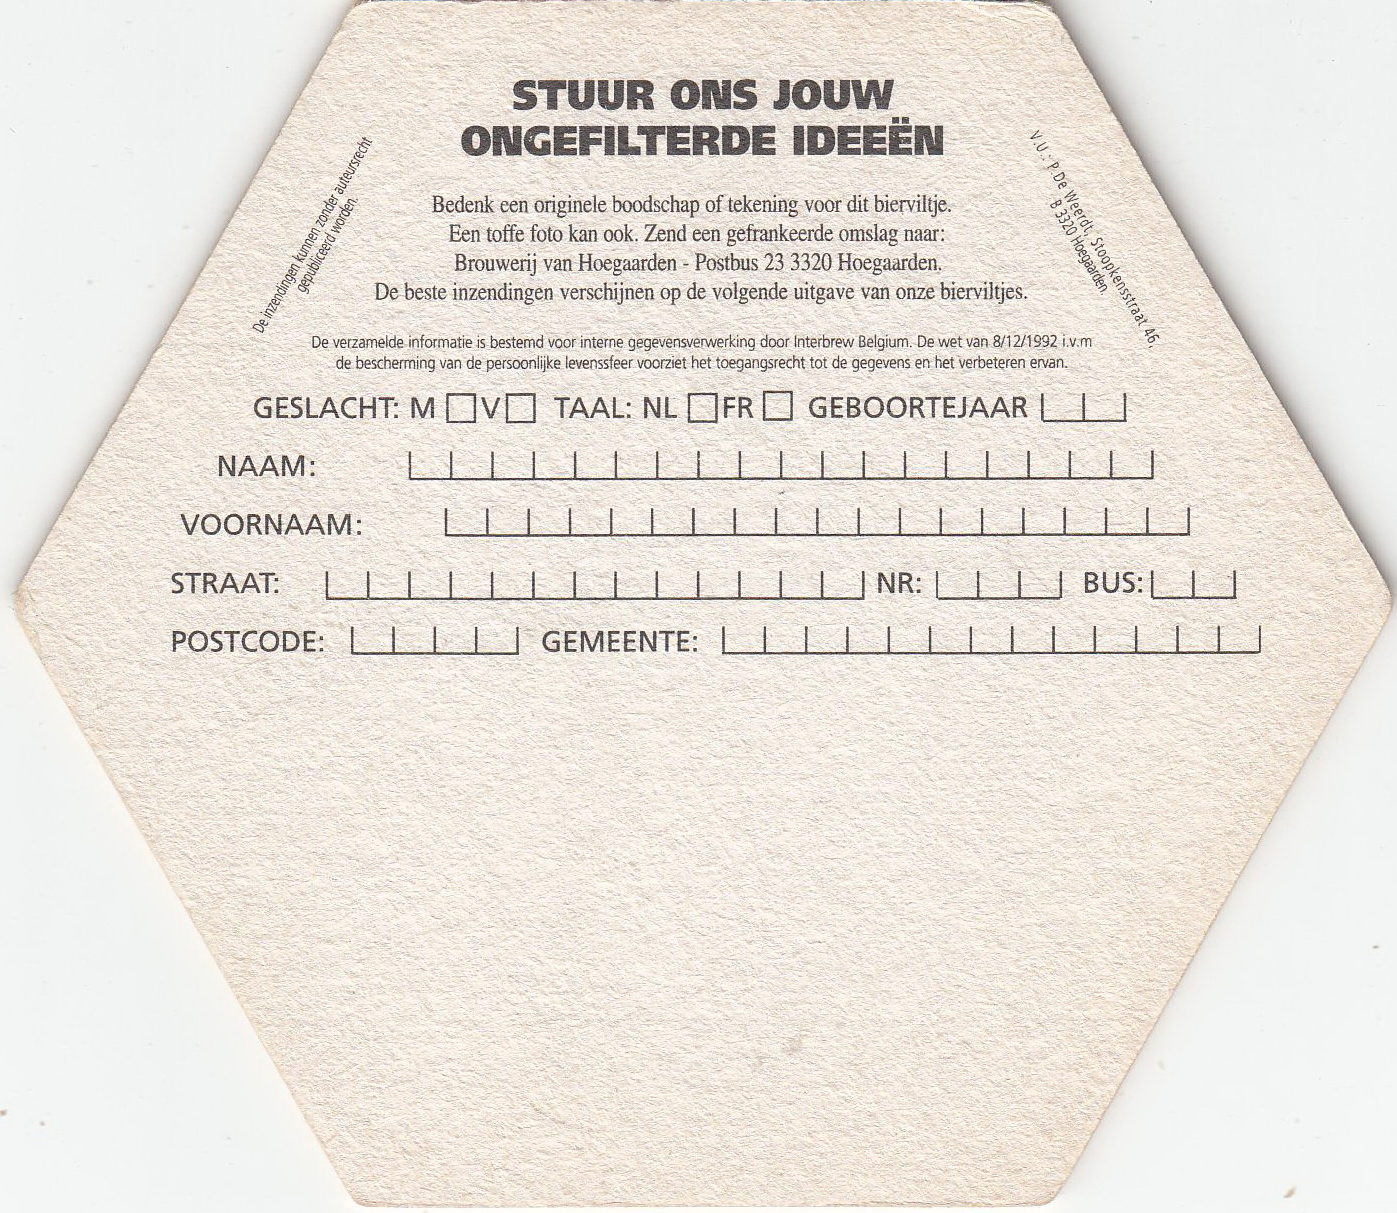 STUUR ONS JOUW
ONGEFILTERDE IDEEËN
De inzendingen kunnen zonder auteursrecht
gepubliceerd worden.
V.U.: P. De Weerdt, Stoopkensstraat 46,
B 3320 Hoegaarden.
Bedenk een originele boodschap of tekening voor dit bierviltje.
Een toffe foto kan ook. Zend een gefrankeerde omslag naar:
Brouwerij van Hoegaarden - Postbus 23 3320 Hoegaarden.
De beste inzendingen verschijnen op de volgende uitgave van onze bierviltjes.
De verzamelde informatie is bestemd voor interne gegevensverwerking door Interbrew Belgium. De wet van 8/12/1992 i.v.m
de bescherming van de persoonlijke levenssfeer voorziet het toegangsrecht tot de gegevens en het verbeteren ervan.
GESLACHT: M V TAAL: NL FR GEBOORTEJAAR
NAAM:
VOORNAAM:
STRAAT: NR: BUS:
POSTCODE: GEMEENTE: